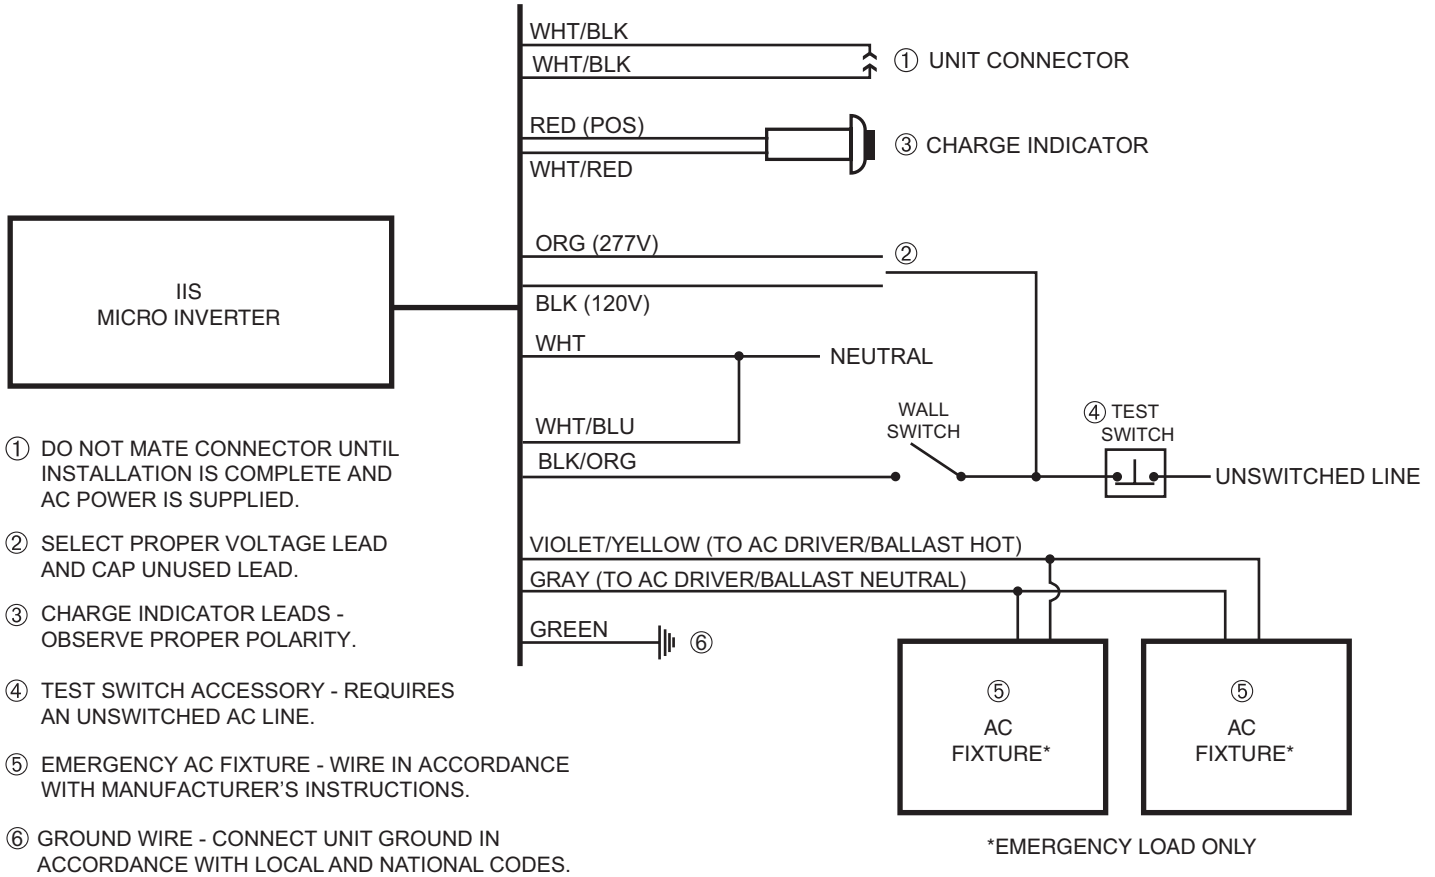 WHT/BLK
WHT/BLK
① UNIT CONNECTOR
RED (POS)
WHT/RED
③ CHARGE INDICATOR
ORG (277V)
②
BLK (120V)
IIS
MICRO INVERTER
WHT
NEUTRAL
WHT/BLU
BLK/ORG
WALL
SWITCH
④ TEST
SWITCH
UNSWITCHED LINE
VIOLET/YELLOW (TO AC DRIVER/BALLAST HOT)
GRAY (TO AC DRIVER/BALLAST NEUTRAL)
GREEN
⑥
⑤
AC
FIXTURE*
⑤
AC
FIXTURE*
*EMERGENCY LOAD ONLY
① DO NOT MATE CONNECTOR UNTIL
INSTALLATION IS COMPLETE AND
AC POWER IS SUPPLIED.
② SELECT PROPER VOLTAGE LEAD
AND CAP UNUSED LEAD.
③ CHARGE INDICATOR LEADS -
OBSERVE PROPER POLARITY.
④ TEST SWITCH ACCESSORY - REQUIRES
AN UNSWITCHED AC LINE.
⑤ EMERGENCY AC FIXTURE - WIRE IN ACCORDANCE
WITH MANUFACTURER'S INSTRUCTIONS.
⑥ GROUND WIRE - CONNECT UNIT GROUND IN
ACCORDANCE WITH LOCAL AND NATIONAL CODES.